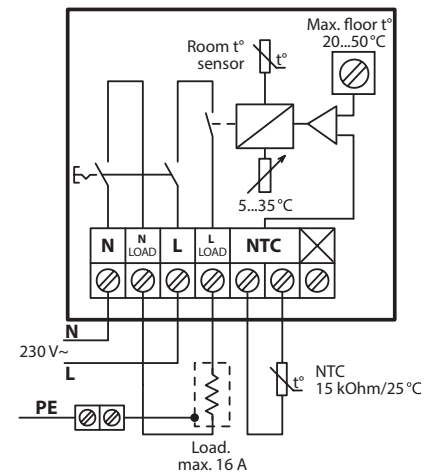 Max. floor t°
20...50 °C
Room t°
sensor
t°
5...35 °C
N
N
LOAD
L
L
LOAD
NTC
N
230 V~
L
t°
NTC
15 kOhm/25 °C
PE
Load.
max. 16 A